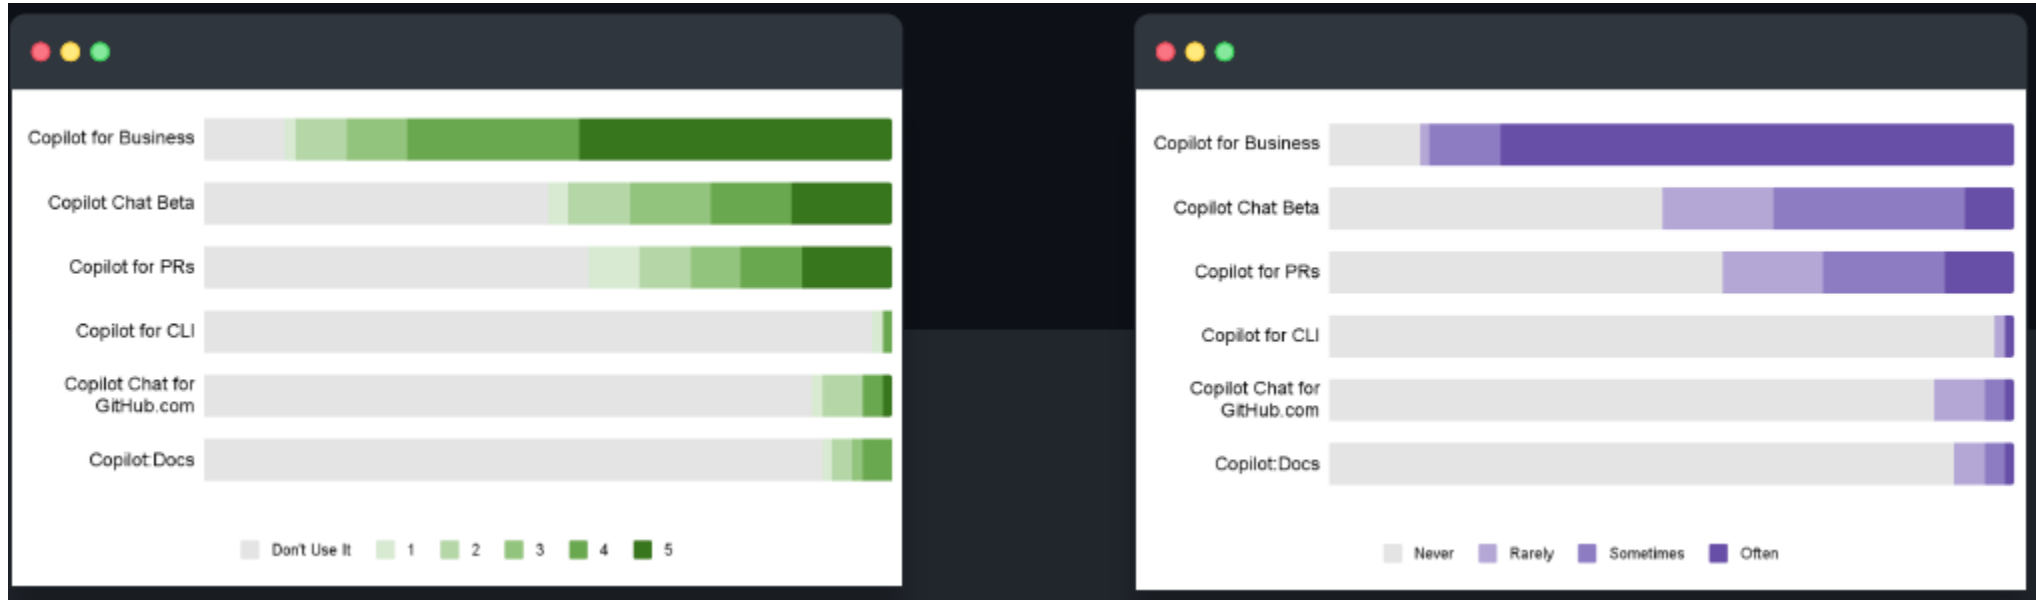 Copilot for Business
Copilot Chat Beta
Copilot for PRs
Copilot for CLI
Copilot Chat for
GitHub.com
Copilot:Docs
Don't Use It 1 2 3 4 5
Copilot for Business
Copilot Chat Beta
Copilot for PRs
Copilot for CLI
Copilot Chat for
GitHub.com
Copilot:Docs
Never Rarely Sometimes Often